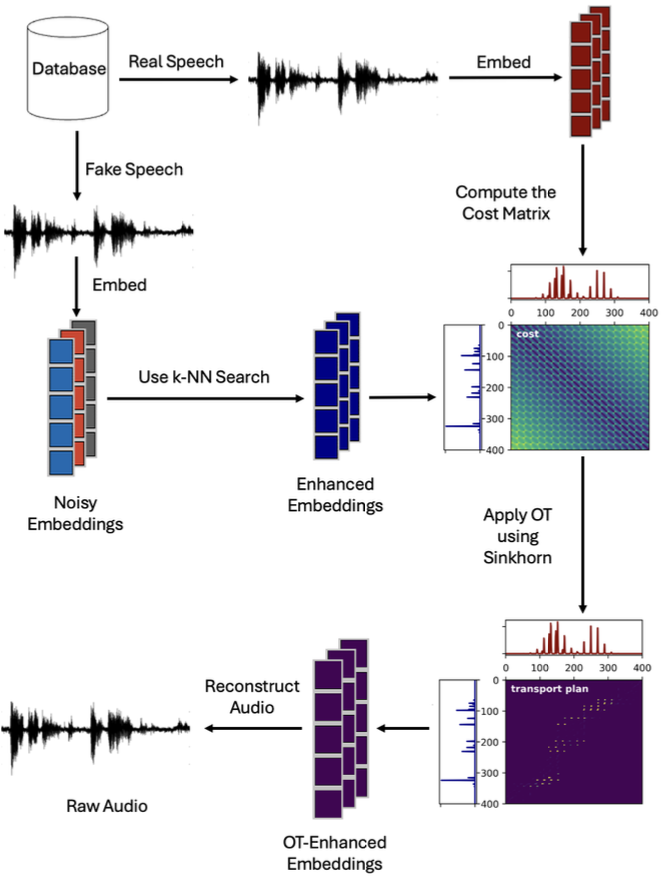 Database
Real Speech
Embed
Fake Speech
Compute the
Cost Matrix
Embed
0 100 200 300 400
cost
0
100
200
300
400
Use k-NN Search
Noisy
Embeddings
Enhanced
Embeddings
Apply OT
using
Sinkhorn
0 100 200 300 400
transport plan
0
100
200
300
400
Reconstruct
Audio
Raw Audio
OT-Enhanced
Embeddings